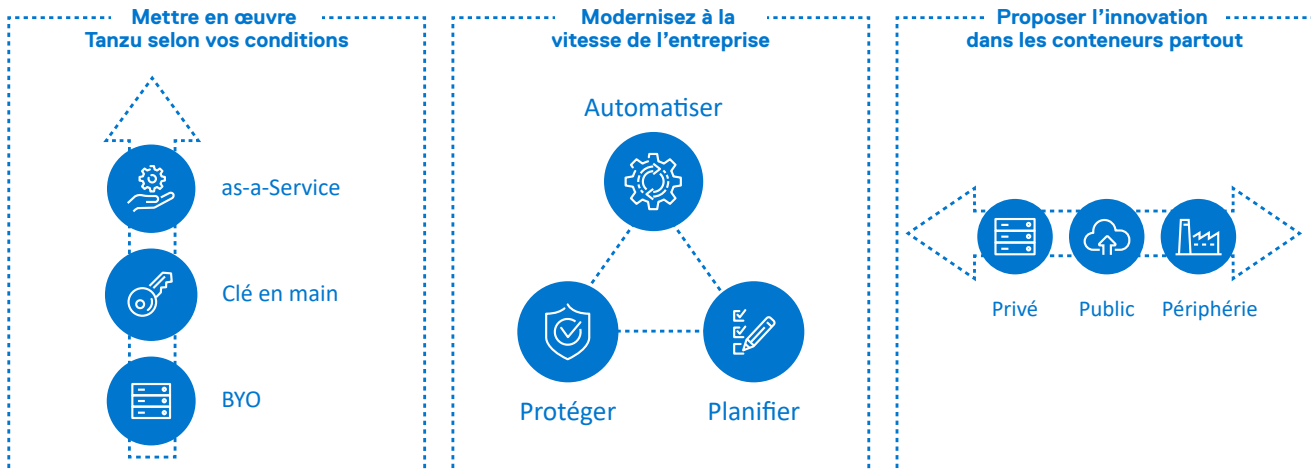 Mettre en œuvre
Tanzu selon vos conditions
as-a-Service
Clé en main
BYO
Modernisez à la
vitesse de l’entreprise
Automatiser
Protéger
Planifier
Proposer l’innovation
dans les conteneurs partout
Privé
Public
Périphérie